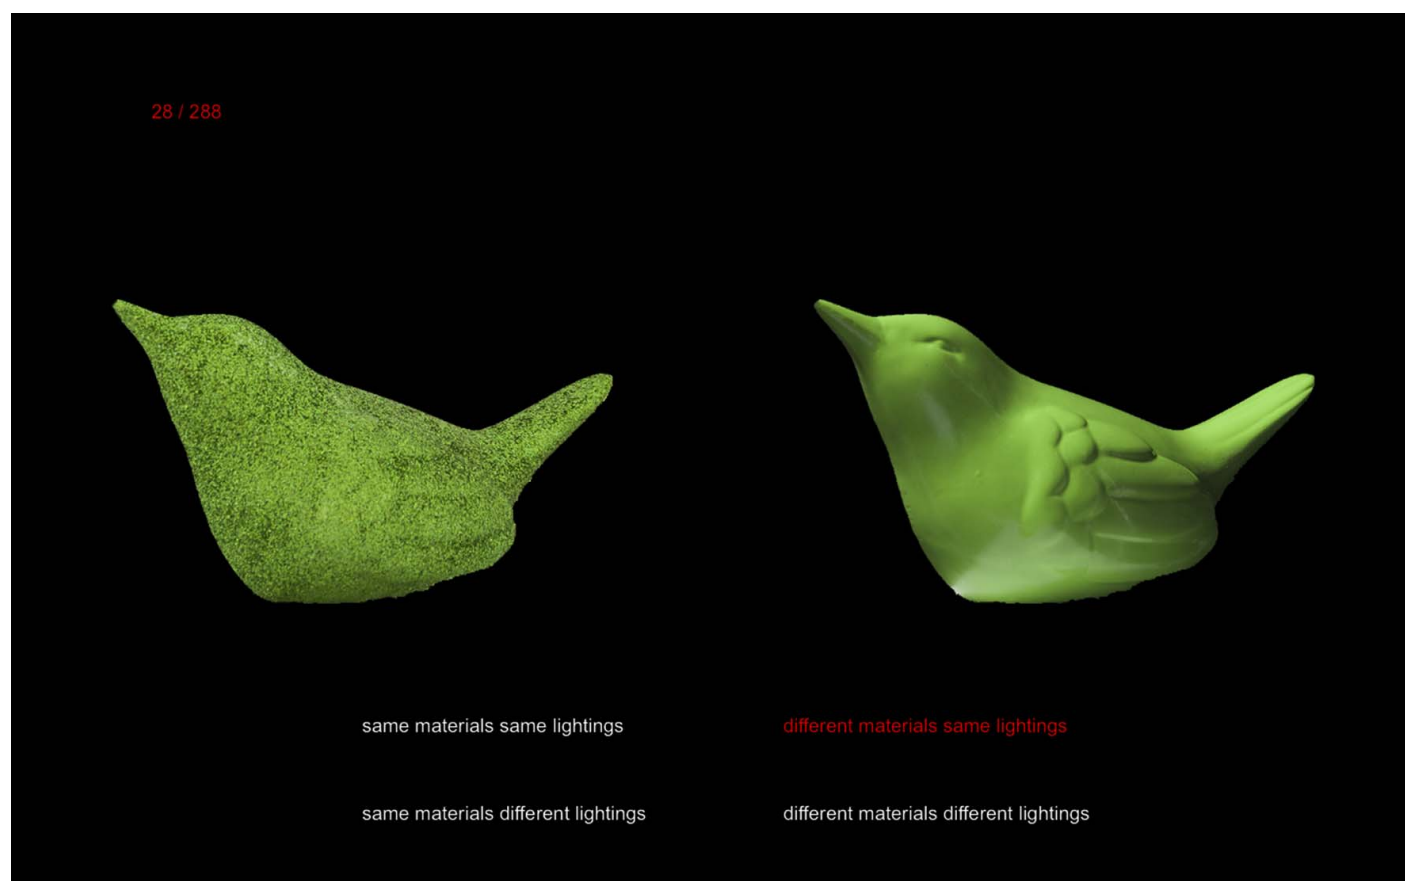 28 / 288
same materials same lightings
different materials same lightings
same materials different lightings
different materials different lightings